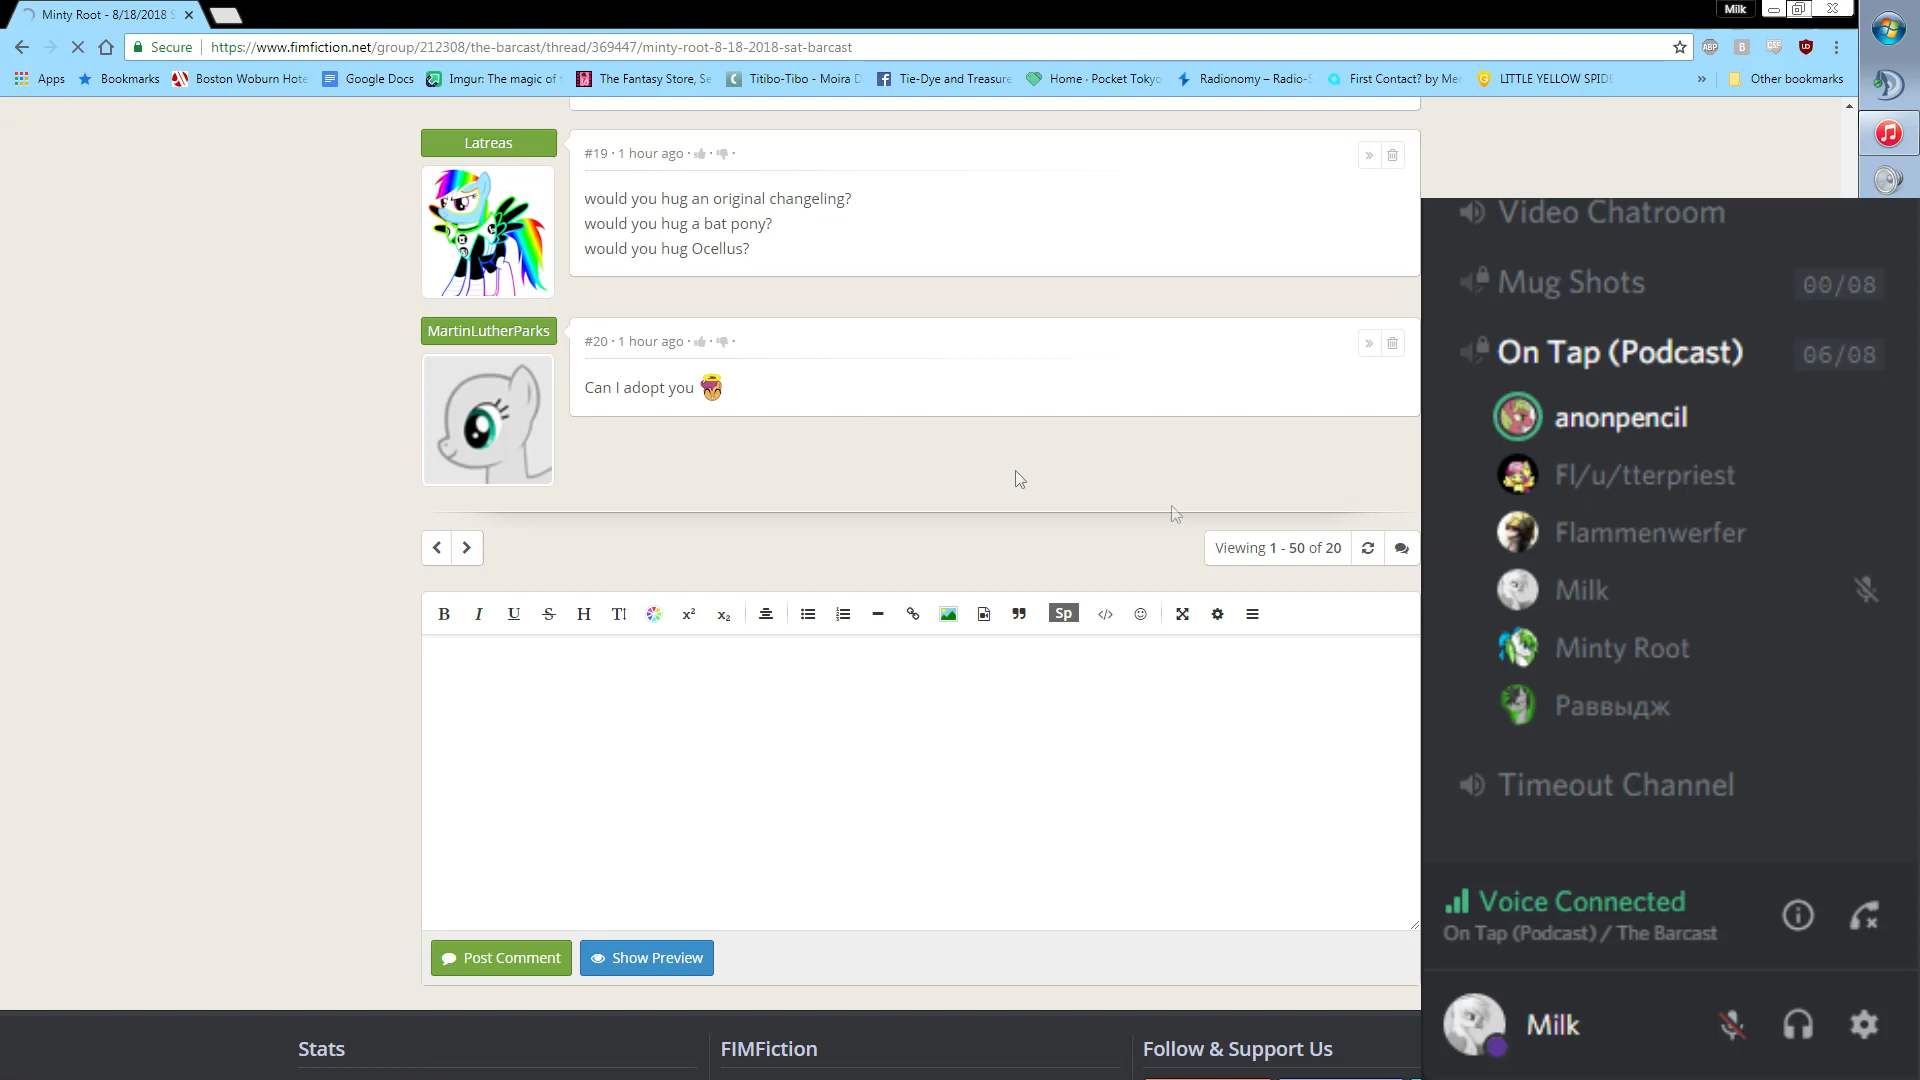 Minty Root - 8/18/2018 S
Milk
Secure
https://www.fimfiction.net/group/212308/the-barcast/thread/369447/minty-root-8-18-2018-sat-barcast
Apps
Bookmarks
Boston Woburn Hote
Google Docs
Imgur: The magic of
The Fantasy Store, Se
Titibo-Tibo - Moira D
Tie-Dye and Treasure
Home · Pocket Tokyo
Radionomy – Radio-S
First Contact? by Mer
LITTLE YELLOW SPID
»
Other bookmarks
Latreas
#19 · 1 hour ago · · ·
would you hug an original changeling?
would you hug a bat pony?
would you hug Ocellus?
MartinLutherParks
#20 · 1 hour ago · · ·
Can I adopt you
Viewing 1 - 50 of 20
B I U S H T x² x₂ Sp </>
Post Comment
Show Preview
Stats
FIMFiction
Follow & Support Us
Video Chatroom
Mug Shots
00/08
On Tap (Podcast)
06/08
anonpencil
Fl/u/tterpriest
Flammenwerfer
Milk
Minty Root
Раввыдж
Timeout Channel
Voice Connected
On Tap (Podcast) / The Barcast
Milk